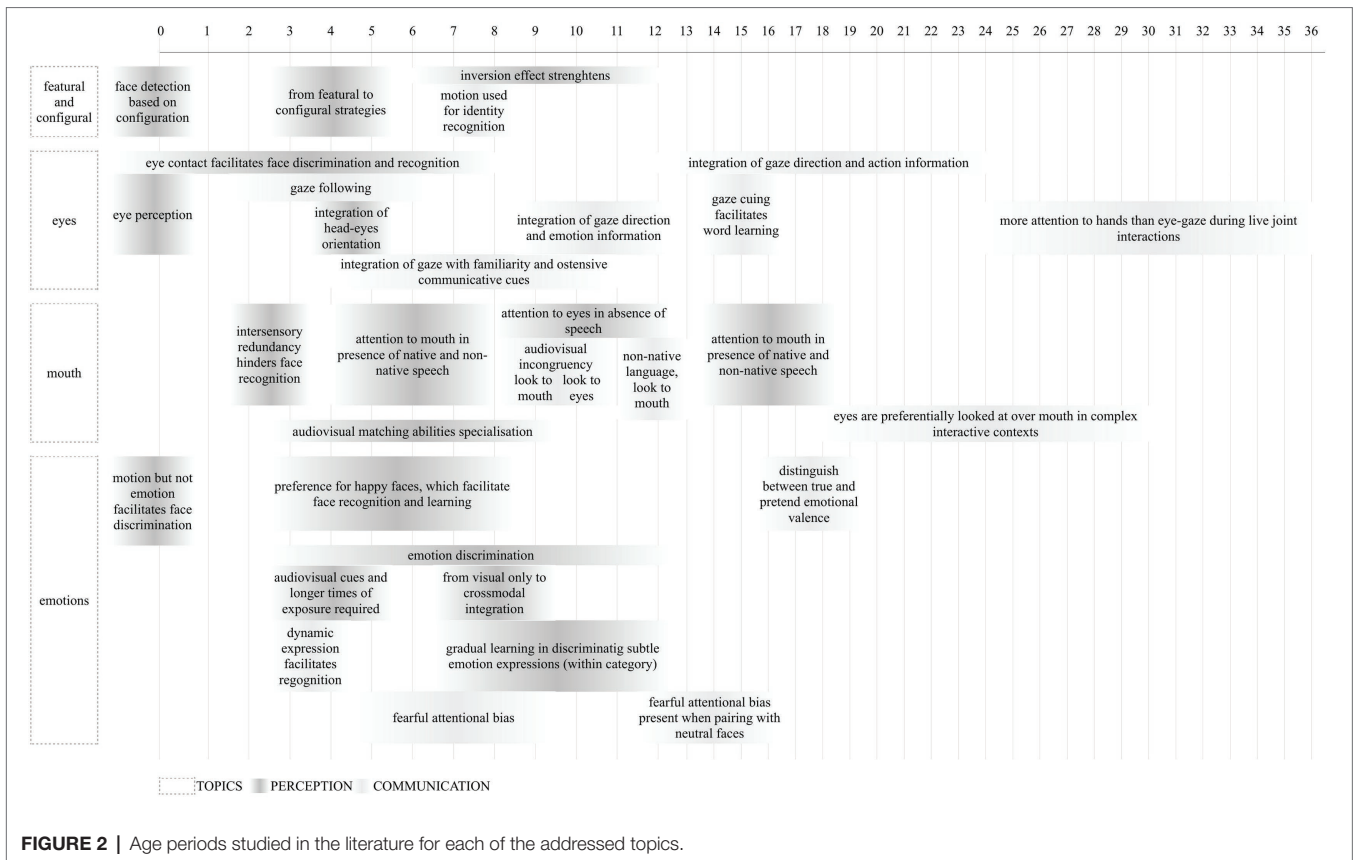 0 1 2 3 4 5 6 7 8 9 10 11 12 13 14 15 16 17 18 19 20 21 22 23 24 25 26 27 28 29 30 31 32 33 34 35 36
featural
and
configural
face detection
based on
configuration
from featural to
configural strategies
inversion effect strenghtens
motion used
for identity
recognition
eyes
eye contact facilitates face discrimination and recognition
integration of gaze direction and action information
eye perception
gaze following
integration of
head-eyes
orientation
integration of gaze direction
and emotion information
gaze cuing
facilitates
word learning
more attention to hands than eye-gaze during live joint
interactions
integration of gaze with familiarity and ostensive
communicative cues
mouth
intersensory
redundancy
hinders face
recognition
attention to mouth in
presence of native and non-
native speech
attention to eyes in absence of
speech
audiovisual
incongruency
look to look to
mouth eyes
non-native
language,
look to
mouth
attention to mouth in
presence of native and
non-native speech
audiovisual matching abilities specialisation
eyes are preferentially looked at over mouth in complex
interactive contexts
emotions
motion but not
emotion
facilitates face
discrimination
preference for happy faces, which facilitate
face recognition and learning
distinguish
between true and
pretend emotional
valence
emotion discrimination
audiovisual cues and
longer times of
exposure required
from visual only to
crossmodal
integration
dynamic
expression
facilitates
regognition
gradual learning in discriminatig subtle
emotion expressions (within category)
fearful attentional bias
fearful attentional bias
present when pairing with
neutral faces
TOPICS PERCEPTION COMMUNICATION
FIGURE 2 | Age periods studied in the literature for each of the addressed topics.